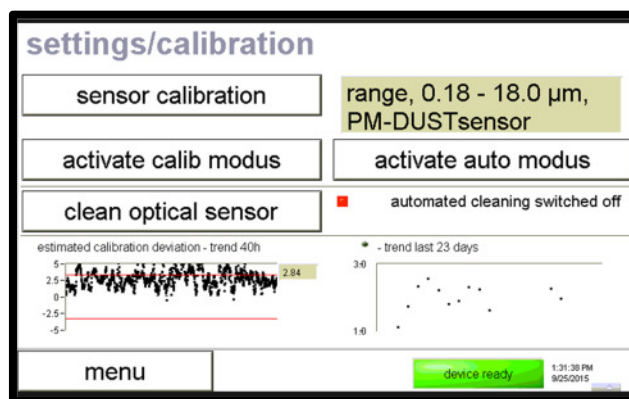 settings/calibration
sensor calibration
range, 0.18 - 18.0 µm,
PM-DUSTsensor
activate calib modus
activate auto modus
clean optical sensor
automated cleaning switched off
estimated calibration deviation - trend 40h
- trend last 23 days
5
2.5
0
-2.5
-5
2.84
3.0
1.0
menu
device ready
1:31:38 PM
9/25/2015